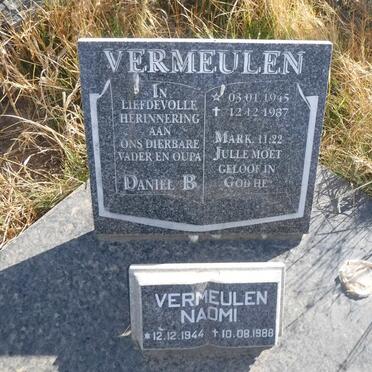 VERMEULEN
IN
LIEFDEVOLLE
HERINNERING
AAN
ONS DIERBARE
VADER EN OUPA
DANIEL B
☆ 03.01.1945
† 12.12.1987
MARK. 11:22
JULLE MOET
GELOOF IN
GOD HE
VERMEULEN
NAOMI
*12.12.1944 †10.08.1988